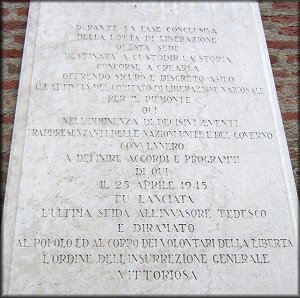 DURANTE LA FASE CONCLUSIVA
DELLA LOTTA DI LIBERAZIONE
QUESTA SEDE
DESTINATA A CUSTODIR LA STORIA
CONCORSE A CREARLA
OFFRENDO SICURO E DISCRETO ASILO
ALL'ATTIVITÀ DEL COMITATO DI LIBERAZIONE NAZIONALE
PER IL PIEMONTE
QUI
NELL'IMMINENZA DI DECISIVI EVENTI
I RAPPRESENTANTI DELLE NAZIONI UNITE E DEL GOVERNO
CONVENNERO
A DEFINIRE ACCORDI E PROGRAMMI
DI QUI
IL 25 APRILE 1945
FU LANCIATA
L'ULTIMA SFIDA ALL'INVASORE TEDESCO
E DIRAMATO
AL POPOLO ED AL CORPO DEI VOLONTARI DELLA LIBERTÀ
L'ORDINE DELL'INSURREZIONE GENERALE
VITTORIOSA